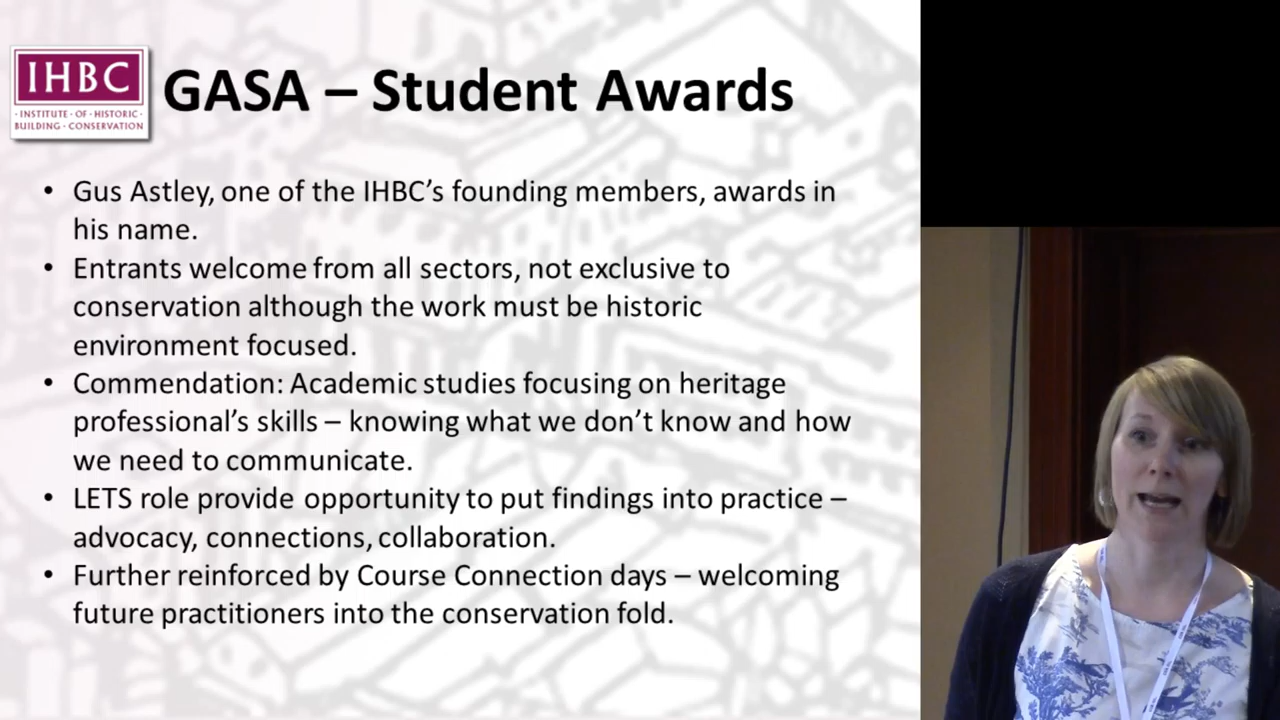 IHBC
· INSTITUTE · OF · HISTORIC ·
BUILDING · CONSERVATION
GASA – Student Awards
• Gus Astley, one of the IHBC’s founding members, awards in
his name.
• Entrants welcome from all sectors, not exclusive to
conservation although the work must be historic
environment focused.
• Commendation: Academic studies focusing on heritage
professional’s skills – knowing what we don’t know and how
we need to communicate.
• LETS role provide opportunity to put findings into practice –
advocacy, connections, collaboration.
• Further reinforced by Course Connection days – welcoming
future practitioners into the conservation fold.